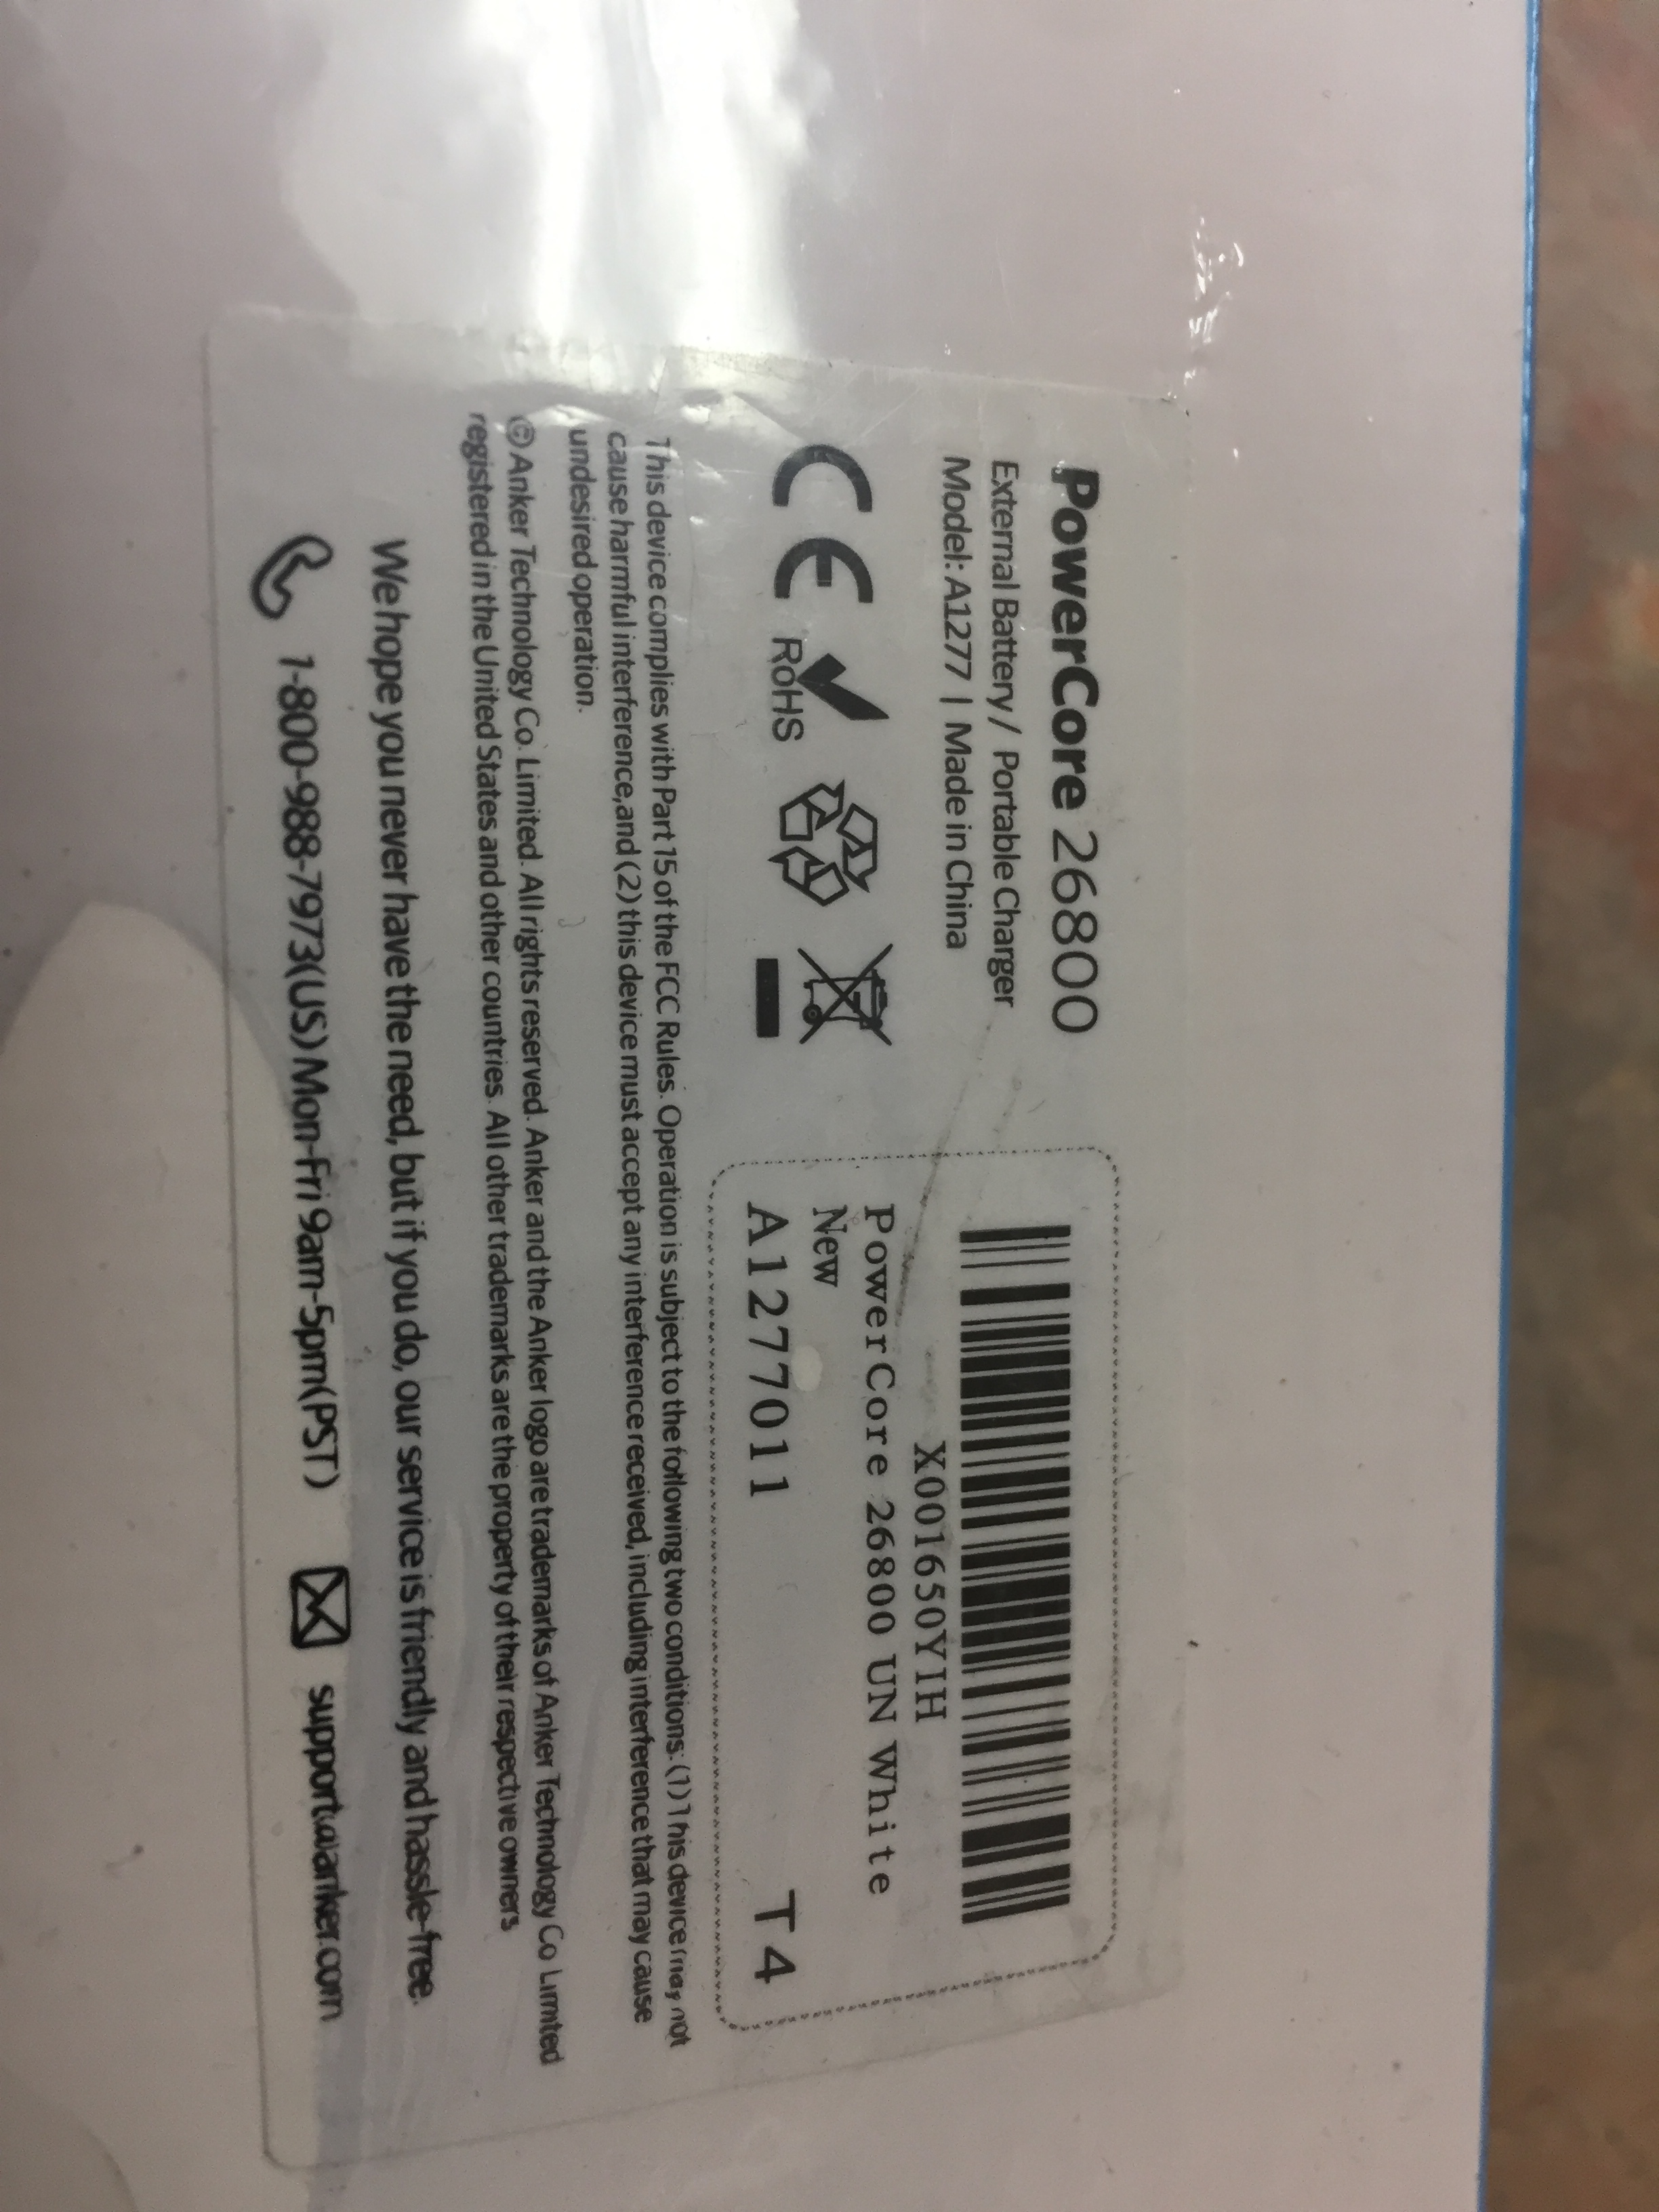 PowerCore 26800
External Battery / Portable Charger
Model: A1277 | Made in China
CE RoHS
X001650YIH
PowerCore 26800 UN White
New
A1277011 T4
This device complies with Part 15 of the FCC Rules. Operation is subject to the following two conditions: (1) This device may not
cause harmful interference, and (2) this device must accept any interference received, including interference that may cause
undesired operation.
© Anker Technology Co. Limited. All rights reserved. Anker and the Anker logo are trademarks of Anker Technology Co Limited
registered in the United States and other countries. All other trademarks are the property of their respective owners
We hope you never have the need, but if you do, our service is friendly and hassle-free.
1-800-988-7973(US) Mon-Fri 9am-5pm(PST) support@anker.com